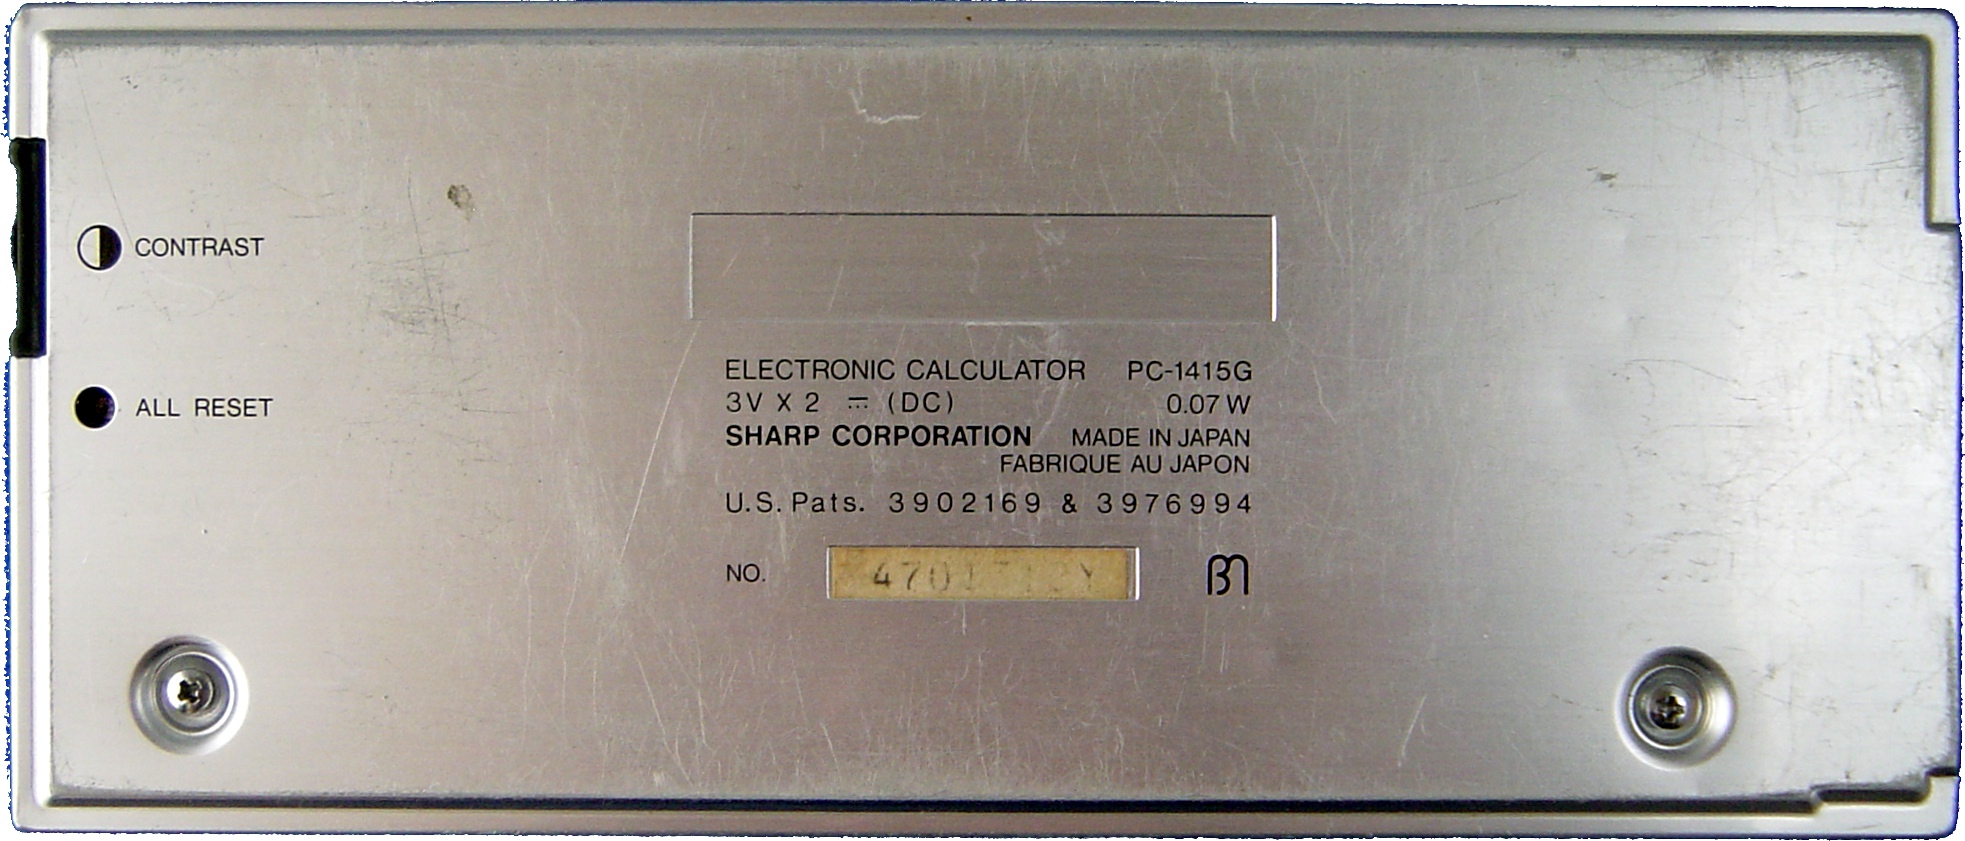 CONTRAST
ALL RESET
ELECTRONIC CALCULATOR PC-1415G
3V X 2 ⎓ (DC) 0.07 W
SHARP CORPORATION MADE IN JAPAN
FABRIQUE AU JAPON
U.S. Pats. 3902169 & 3976994
NO.